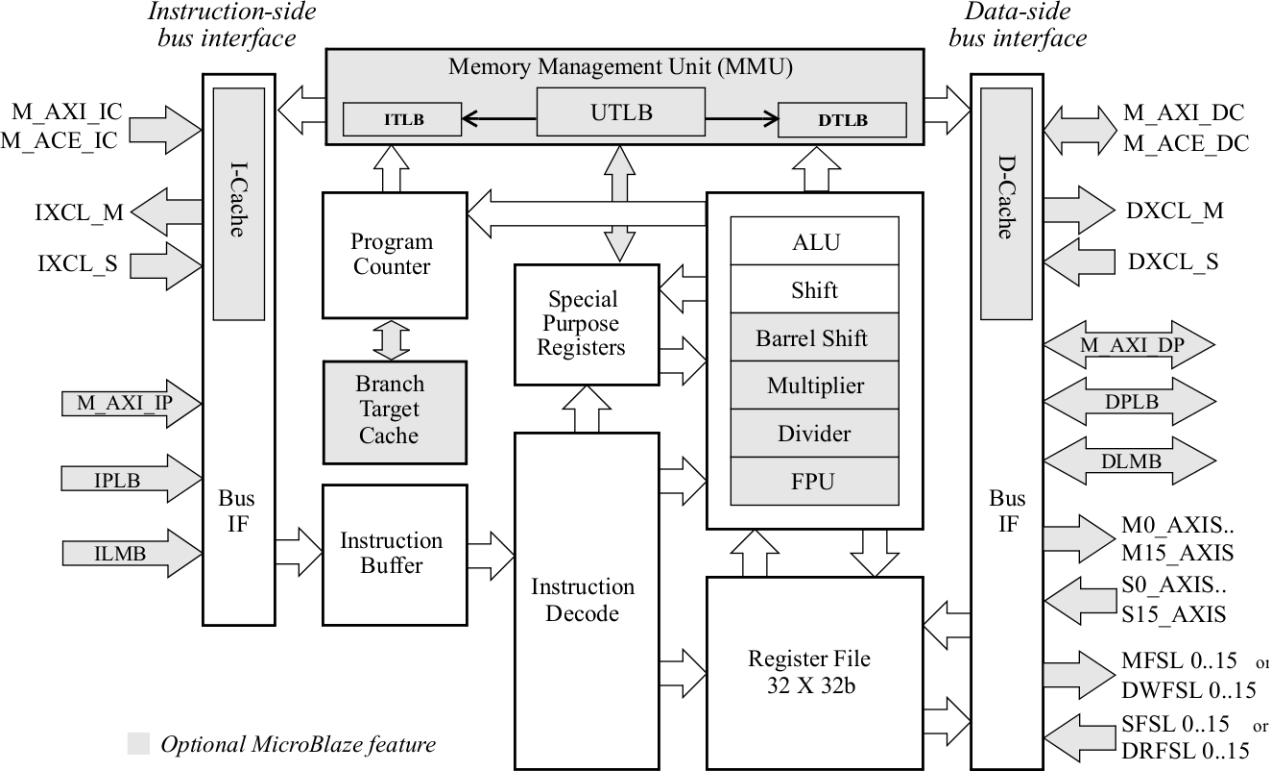 Instruction-side
bus interface
Data-side
bus interface
Memory Management Unit (MMU)
ITLB
UTLB
DTLB
M_AXI_IC
M_ACE_IC
IXCL_M
IXCL_S
M_AXI_IP
IPLB
ILMB
I-Cache
Bus
IF
Program
Counter
Branch
Target
Cache
Instruction
Buffer
Special
Purpose
Registers
Instruction
Decode
ALU
Shift
Barrel Shift
Multiplier
Divider
FPU
Register File
32 X 32b
D-Cache
Bus
IF
M_AXI_DC
M_ACE_DC
DXCL_M
DXCL_S
M_AXI_DP
DPLB
DLMB
M0_AXIS..
M15_AXIS
S0_AXIS..
S15_AXIS
MFSL 0..15 or
DWFSL 0..15
SFSL 0..15 or
DRFSL 0..15
Optional MicroBlaze feature